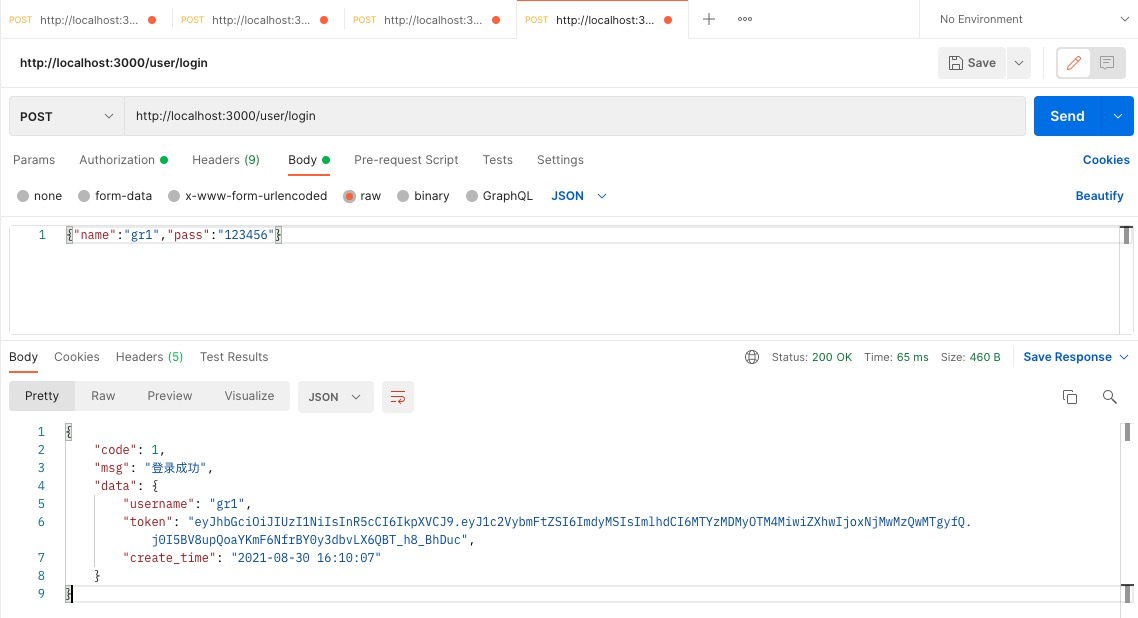 POST http://localhost:3... POST http://localhost:3... POST http://localhost:3... POST http://localhost:3... No Environment
http://localhost:3000/user/login Save
POST http://localhost:3000/user/login Send
Params Authorization Headers (9) Body Pre-request Script Tests Settings Cookies
none form-data x-www-form-urlencoded raw binary GraphQL JSON Beautify
1 {"name":"gr1","pass":"123456"}
Body Cookies Headers (5) Test Results Status: 200 OK Time: 65 ms Size: 460 B Save Response
Pretty Raw Preview Visualize JSON
1 {
2 "code": 1,
3 "msg": "登录成功",
4 "data": {
5 "username": "gr1",
6 "token": "eyJhbGciOiJIUzI1NiIsInR5cCI6IkpXVCJ9.eyJ1c2VybmFtZSI6ImdyMSIsImlhdCI6MTYzMDMyOTM4MiwiZXhwIjoxNjMwMzQwMTgyfQ.
j0I5BV8upQoaYKmF6NfrBY0y3dbvLX6QBT_h8_BhDuc",
7 "create_time": "2021-08-30 16:10:07"
8 }
9 }